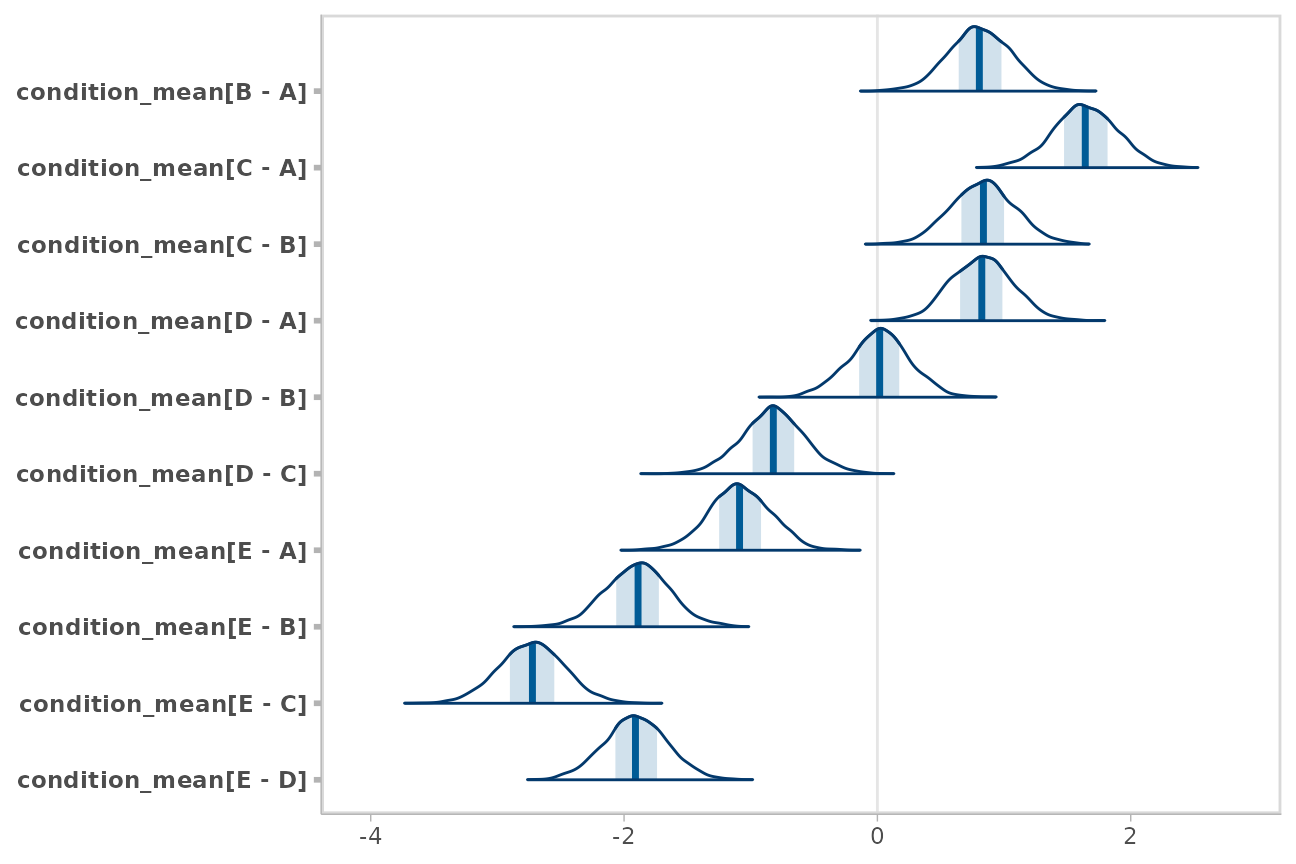 condition_mean[B - A]
condition_mean[C - A]
condition_mean[C - B]
condition_mean[D - A]
condition_mean[D - B]
condition_mean[D - C]
condition_mean[E - A]
condition_mean[E - B]
condition_mean[E - C]
condition_mean[E - D]
-4 -2 0 2